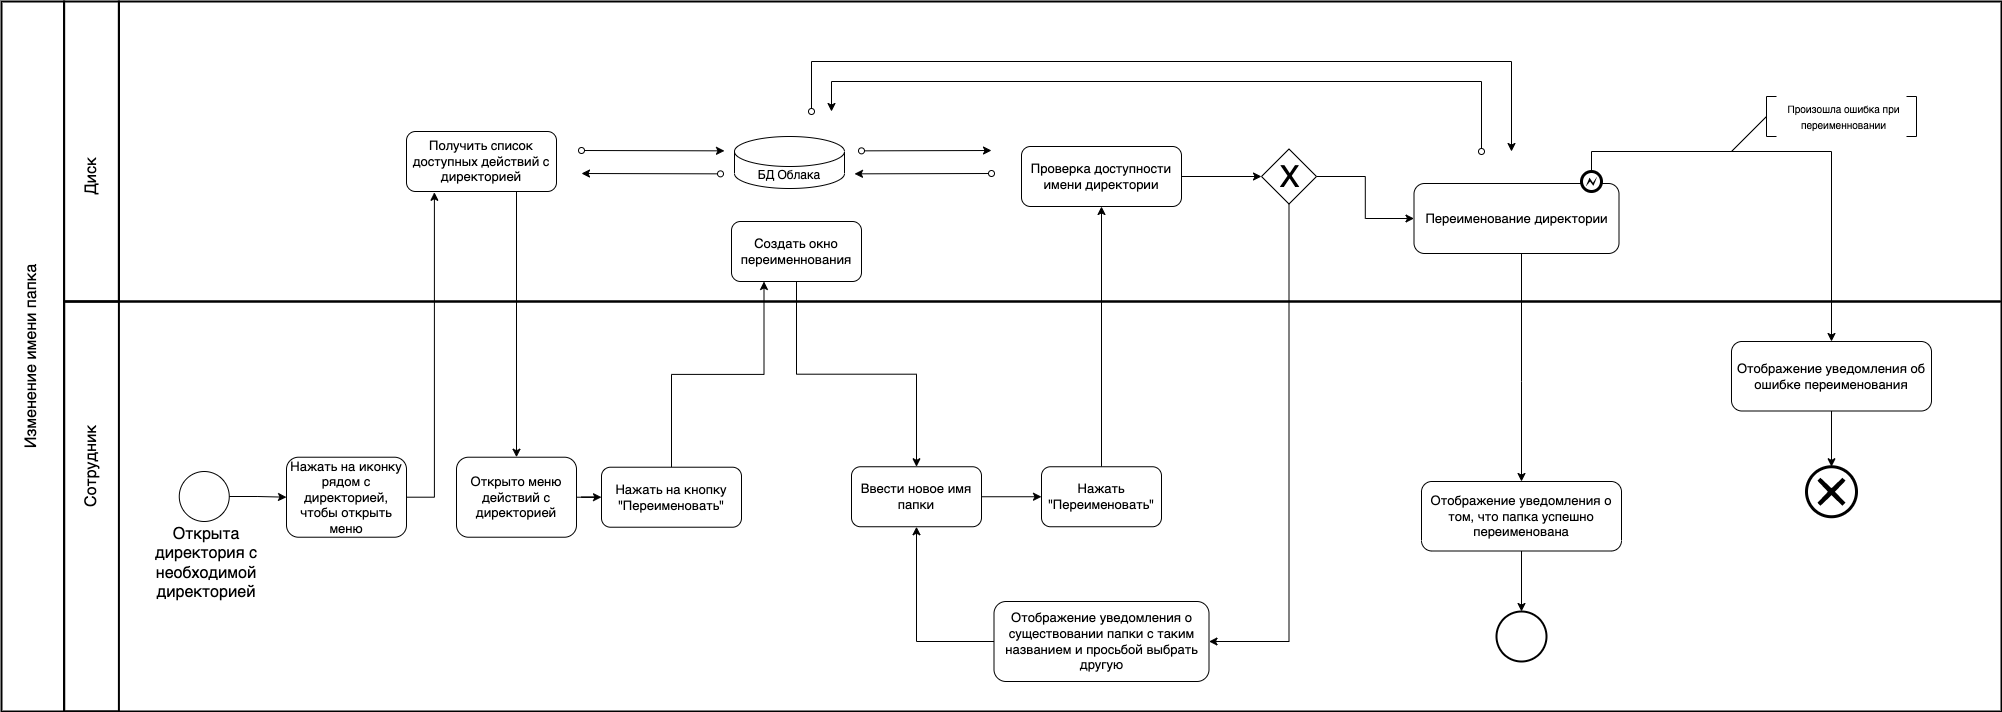 Изменение имени папка
Диск
Сотрудник
Получить список
доступных действий с
директорией
БД Облака
Создать окно
переименнования
Проверка доступности
имени директории
X
Переименование директории
Произошла ошибка при
переименновании
Открыта
директория с
необходимой
директорией
Нажать на иконку
рядом с
директорией,
чтобы открыть
меню
Открыто меню
действий с
директорией
Нажать на кнопку
"Переименовать"
Ввести новое имя
папки
Нажать
"Переименовать"
Отображение уведомления о
существовании папки с таким
названием и просьбой выбрать
другую
Отображение уведомления о
том, что папка успешно
переименована
Отображение уведомления об
ошибке переименования